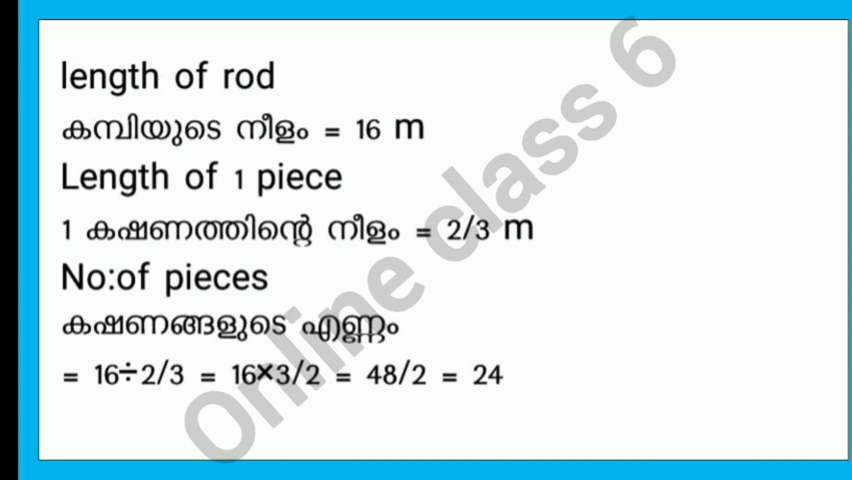 length of rod
കമ്പിയുടെ നീളം = 16 m
Length of 1 piece
1 കഷണത്തിന്റെ നീളം = 2/3 m
No:of pieces
കഷണങ്ങളുടെ എണ്ണം
= 16÷2/3 = 16×3/2 = 48/2 = 24
Online class 6